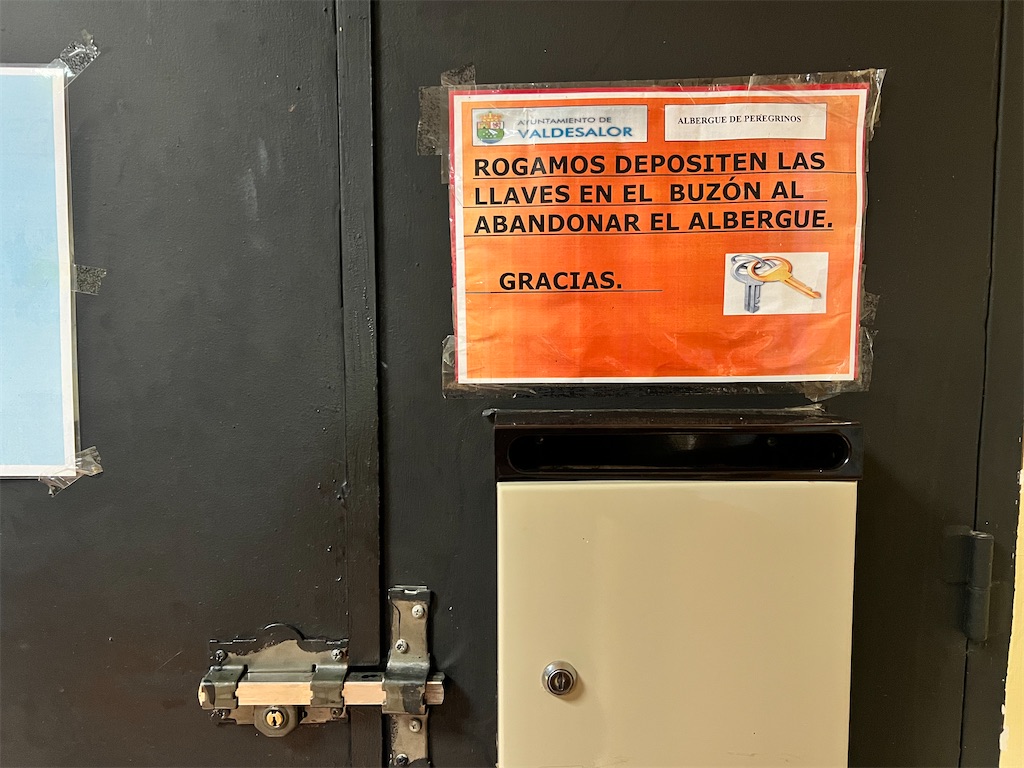 AYUNTAMIENTO DE
VALDESALOR
ALBERGUE DE PEREGRINOS
ROGAMOS DEPOSITEN LAS
LLAVES EN EL BUZÓN AL
ABANDONAR EL ALBERGUE.
GRACIAS.